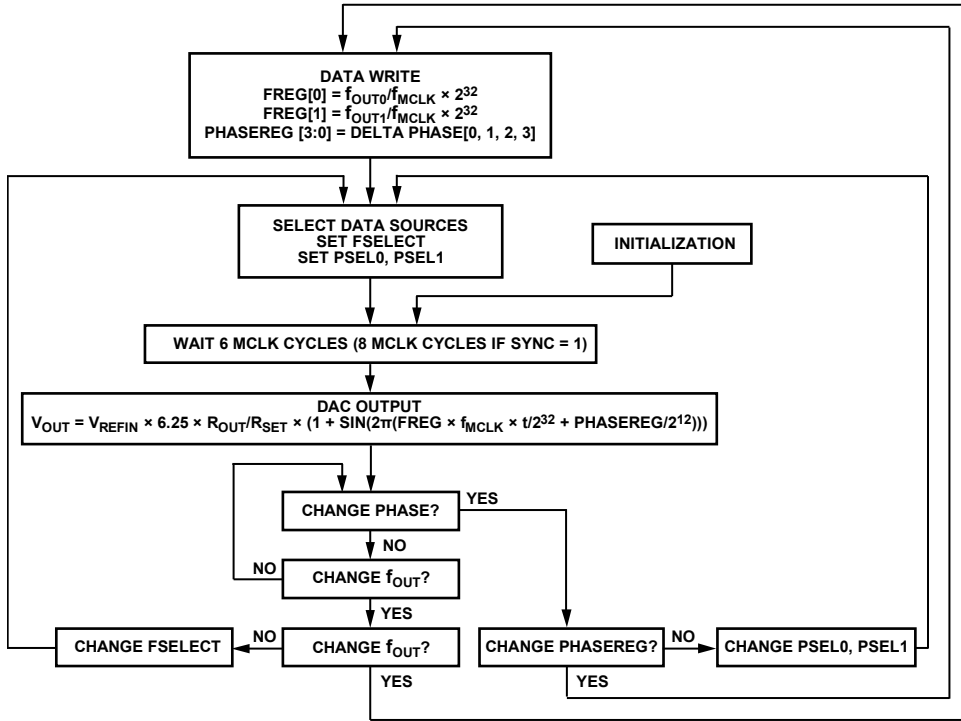 DATA WRITE
FREG[0] = fOUT0/fMCLK × 2³²
FREG[1] = fOUT1/fMCLK × 2³²
PHASEREG [3:0] = DELTA PHASE[0, 1, 2, 3]
SELECT DATA SOURCES
SET FSELECT
SET PSEL0, PSEL1
INITIALIZATION
WAIT 6 MCLK CYCLES (8 MCLK CYCLES IF SYNC = 1)
DAC OUTPUT
VOUT = VREFIN × 6.25 × ROUT/RSET × (1 + SIN(2π(FREG × fMCLK × t/2³² + PHASEREG/2¹²)))
CHANGE PHASE?
YES
NO
NO
CHANGE fOUT?
YES
CHANGE FSELECT
NO
CHANGE fOUT?
CHANGE PHASEREG?
NO
CHANGE PSEL0, PSEL1
YES
YES